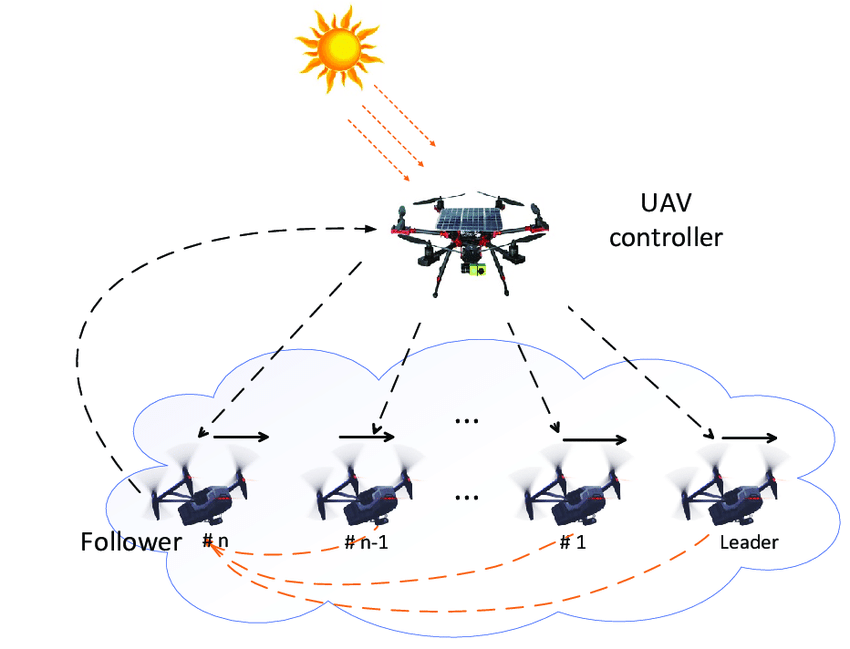 UAV
controller
...
...
Follower # n
# n-1
# 1
Leader